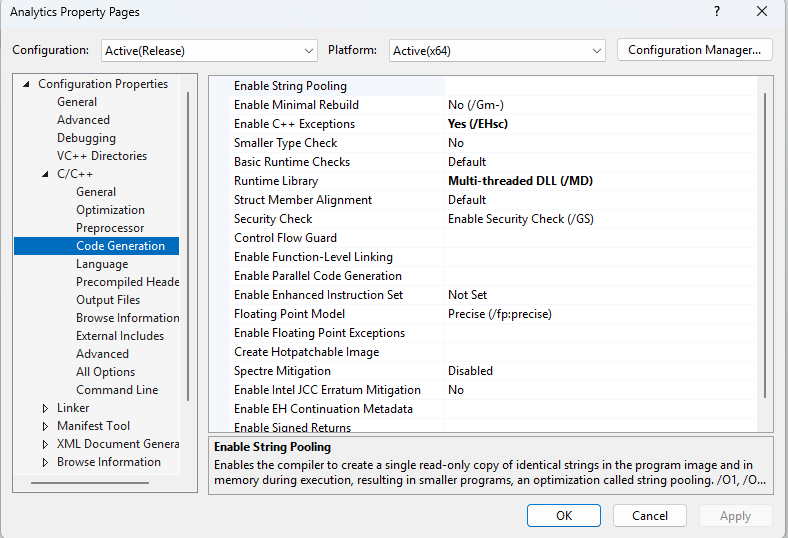 Analytics Property Pages
?
Configuration: Active(Release) Platform: Active(x64) Configuration Manager...
Configuration Properties
General
Advanced
Debugging
VC++ Directories
C/C++
General
Optimization
Preprocessor
Code Generation
Language
Precompiled Heade
Output Files
Browse Information
External Includes
Advanced
All Options
Command Line
Linker
Manifest Tool
XML Document Genera
Browse Information
Enable String Pooling
Enable Minimal Rebuild No (/Gm-)
Enable C++ Exceptions Yes (/EHsc)
Smaller Type Check No
Basic Runtime Checks Default
Runtime Library Multi-threaded DLL (/MD)
Struct Member Alignment Default
Security Check Enable Security Check (/GS)
Control Flow Guard
Enable Function-Level Linking
Enable Parallel Code Generation
Enable Enhanced Instruction Set Not Set
Floating Point Model Precise (/fp:precise)
Enable Floating Point Exceptions
Create Hotpatchable Image
Spectre Mitigation Disabled
Enable Intel JCC Erratum Mitigation No
Enable EH Continuation Metadata
Enable Signed Returns
Enable String Pooling
Enables the compiler to create a single read-only copy of identical strings in the program image and in
memory during execution, resulting in smaller programs, an optimization called string pooling. /O1, /O...
OK Cancel Apply